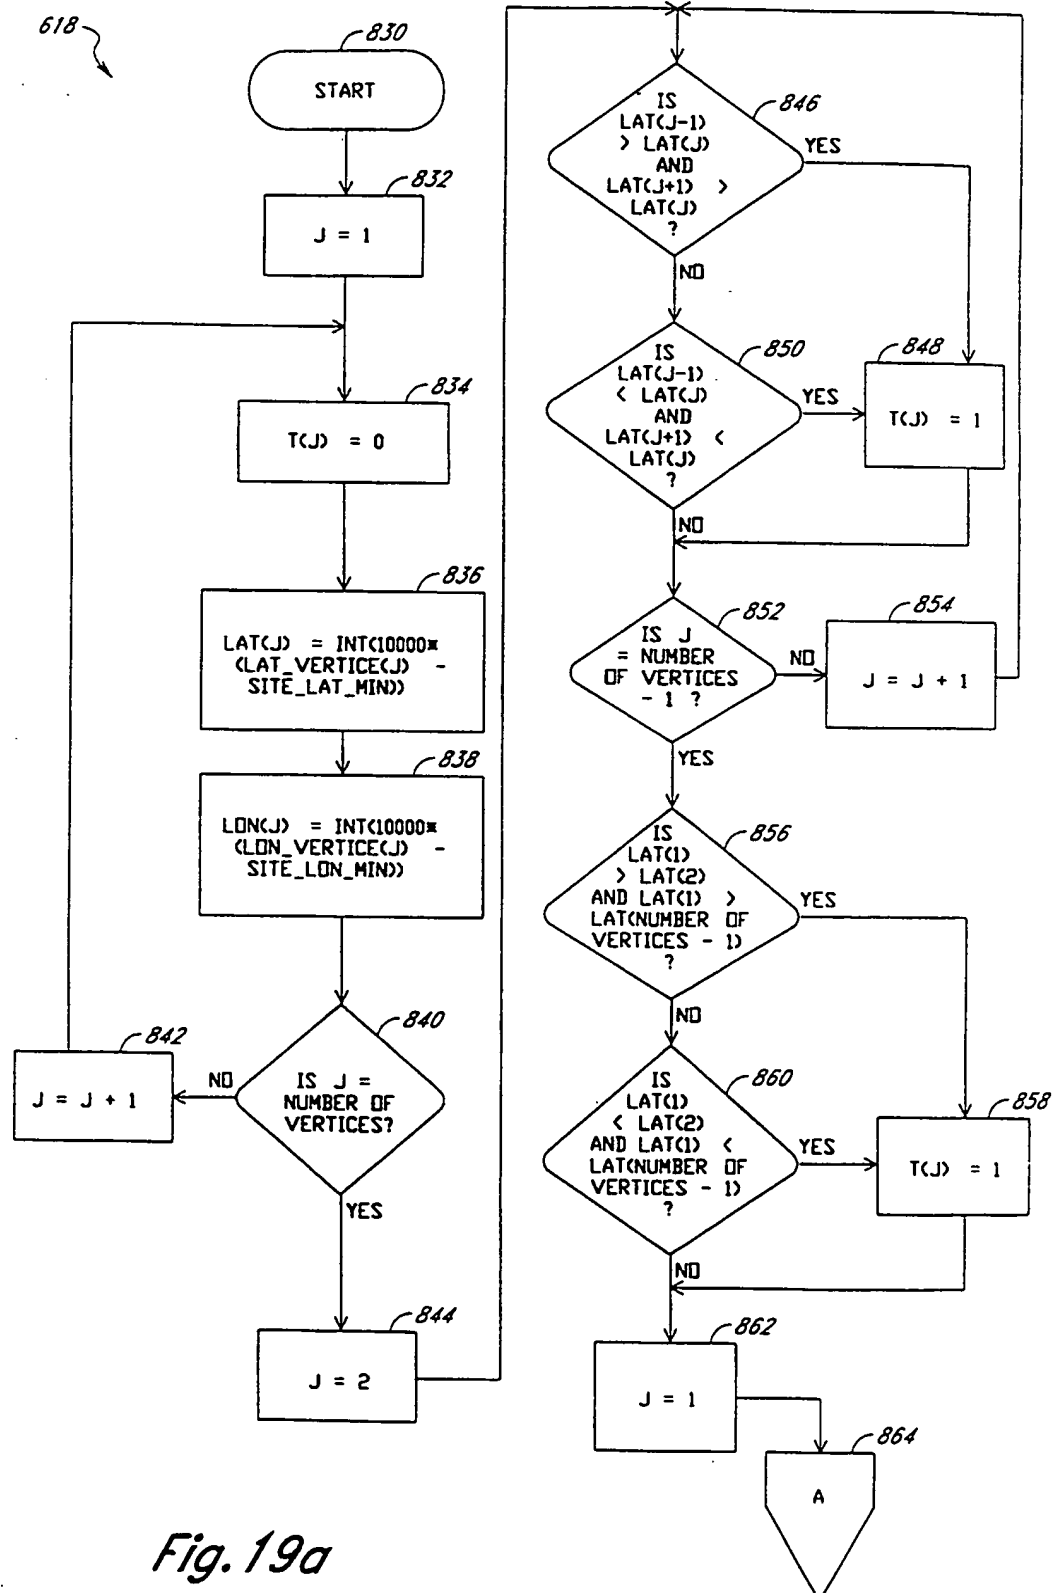 618
830
START
832
J = 1
834
T(J) = 0
836
LAT(J) = INT(10000*
(LAT_VERTICE(J) -
SITE_LAT_MIN))
838
LON(J) = INT(10000*
(LON_VERTICE(J) -
SITE_LON_MIN))
840
IS J =
NUMBER OF
VERTICES?
NO
842
J = J + 1
YES
844
J = 2
846
IS
LAT(J-1)
> LAT(J)
AND
LAT(J+1) >
LAT(J)
?
YES
NO
848
T(J) = 1
850
IS
LAT(J-1)
< LAT(J)
AND
LAT(J+1) <
LAT(J)
?
YES
NO
852
IS J
= NUMBER
OF VERTICES
- 1 ?
NO
854
J = J + 1
YES
856
IS
LAT(1)
> LAT(2)
AND LAT(1) >
LAT(NUMBER OF
VERTICES - 1)
?
YES
NO
858
T(J) = 1
860
IS
LAT(1)
< LAT(2)
AND LAT(1) <
LAT(NUMBER OF
VERTICES - 1)
?
YES
NO
862
J = 1
864
A
Fig. 19a